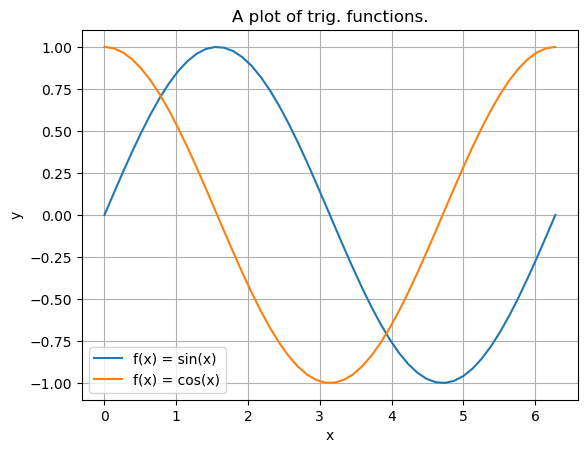 A plot of trig. functions.
1.00
0.75
0.50
0.25
0.00
−0.25
−0.50
−0.75
−1.00
y
f(x) = sin(x)
f(x) = cos(x)
0 1 2 3 4 5 6
x